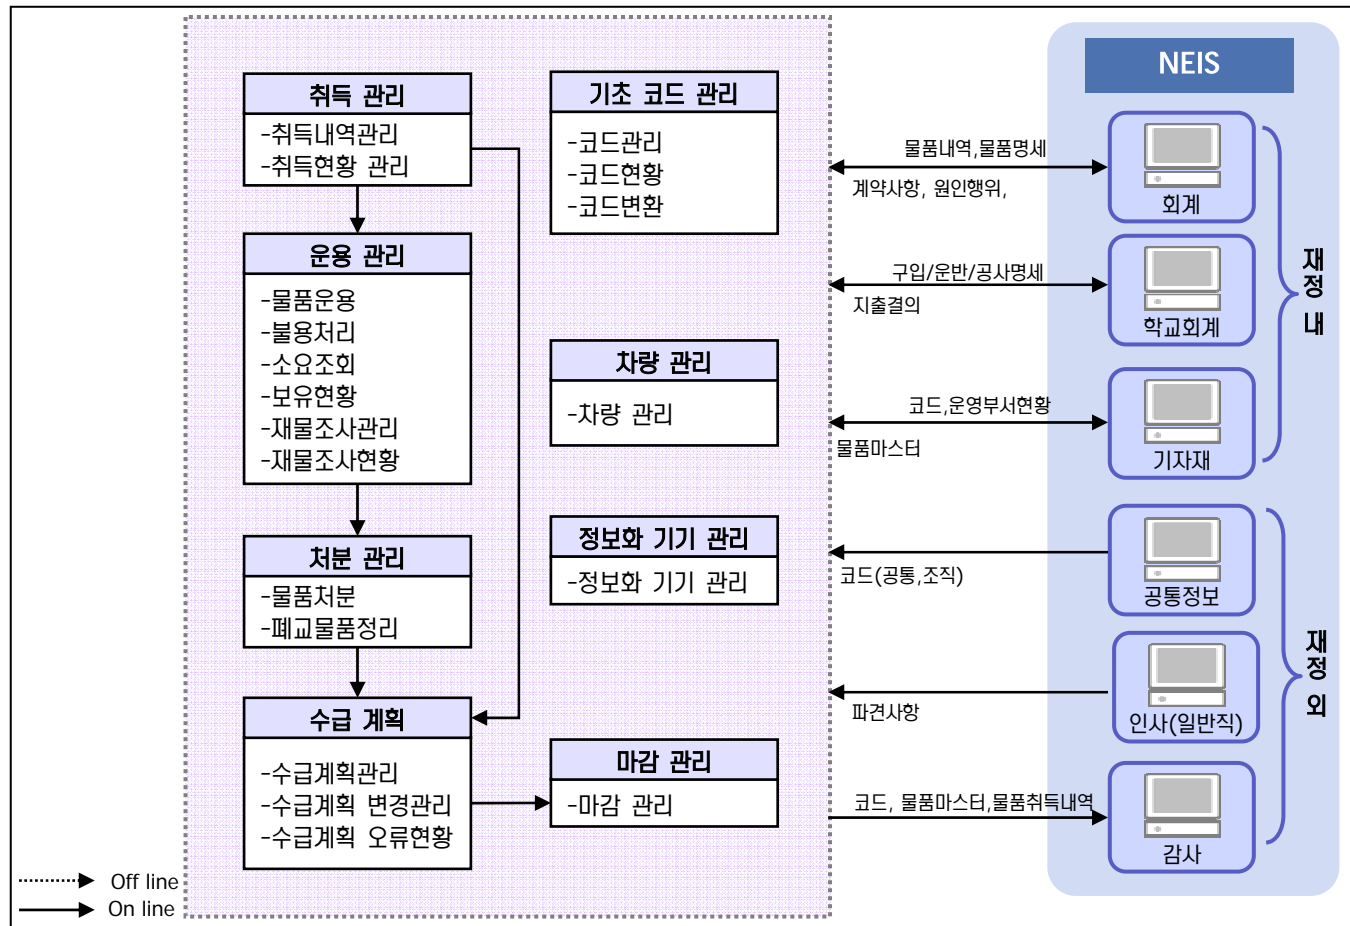 취득 관리
-취득내역관리
-취득현황 관리
운용 관리
-물품운용
-불용처리
-소요조회
-보유현황
-재물조사관리
-재물조사현황
처분 관리
-물품처분
-폐교물품정리
수급 계획
-수급계획관리
-수급계획 변경관리
-수급계획 오류현황
기초 코드 관리
-코드관리
-코드현황
-코드변환
차량 관리
-차량 관리
정보화 기기 관리
-정보화 기기 관리
마감 관리
-마감 관리
물품내역,물품명세
계약사항, 원인행위,
구입/운반/공사명세
지출결의
코드,운영부서현황
물품마스터
코드(공통,조직)
파견사항
코드, 물품마스터,물품취득내역
NEIS
회계
학교회계
기자재
공통정보
인사(일반직)
감사
재정 내
재정 외
Off line
On line